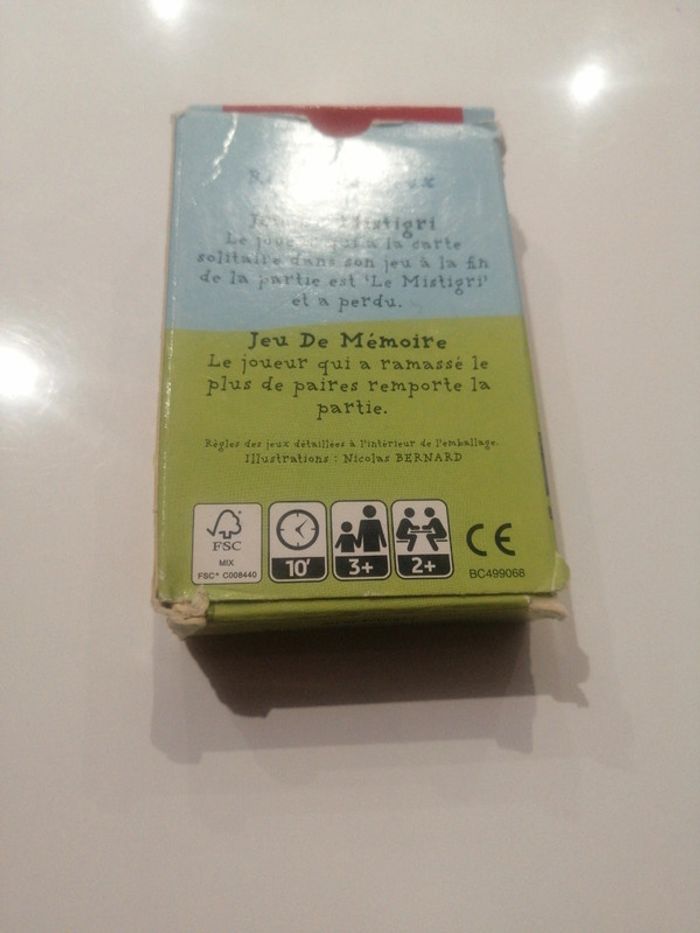 Mistigri
Le joueur qui a la carte
solitaire dans son jeu à la fin
de la partie est 'Le Mistigri'
et a perdu.
Jeu De Mémoire
Le joueur qui a ramassé le
plus de paires remporte la
partie.
Règles des jeux détaillées à l'intérieur de l'emballage.
Illustrations : Nicolas BERNARD
FSC
MIX
FSC® C008440
10'
3+
2+
CE
BC499068